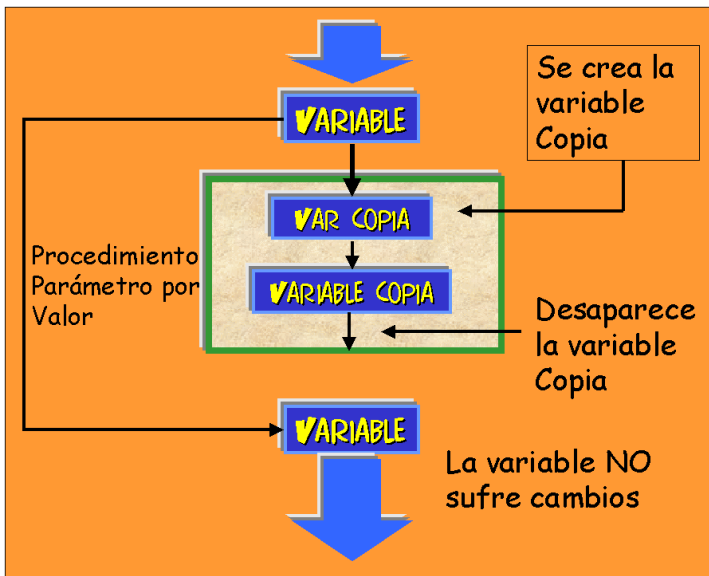 Se crea la
variable
Copia
VARIABLE
VAR COPIA
Procedimiento
Parámetro por
Valor
VARIABLE COPIA
Desaparece
la variable
Copia
VARIABLE
La variable NO
sufre cambios